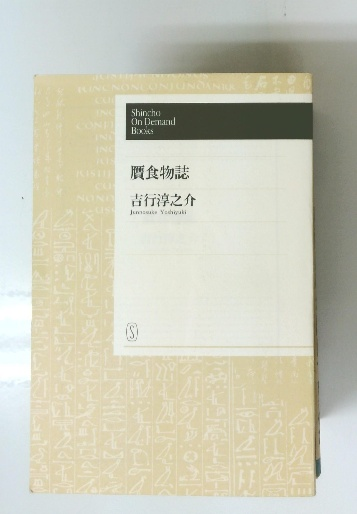 Shincho
On Demand
Books
贋食物誌
吉行淳之介
Junnosuke Yoshiyuki
S